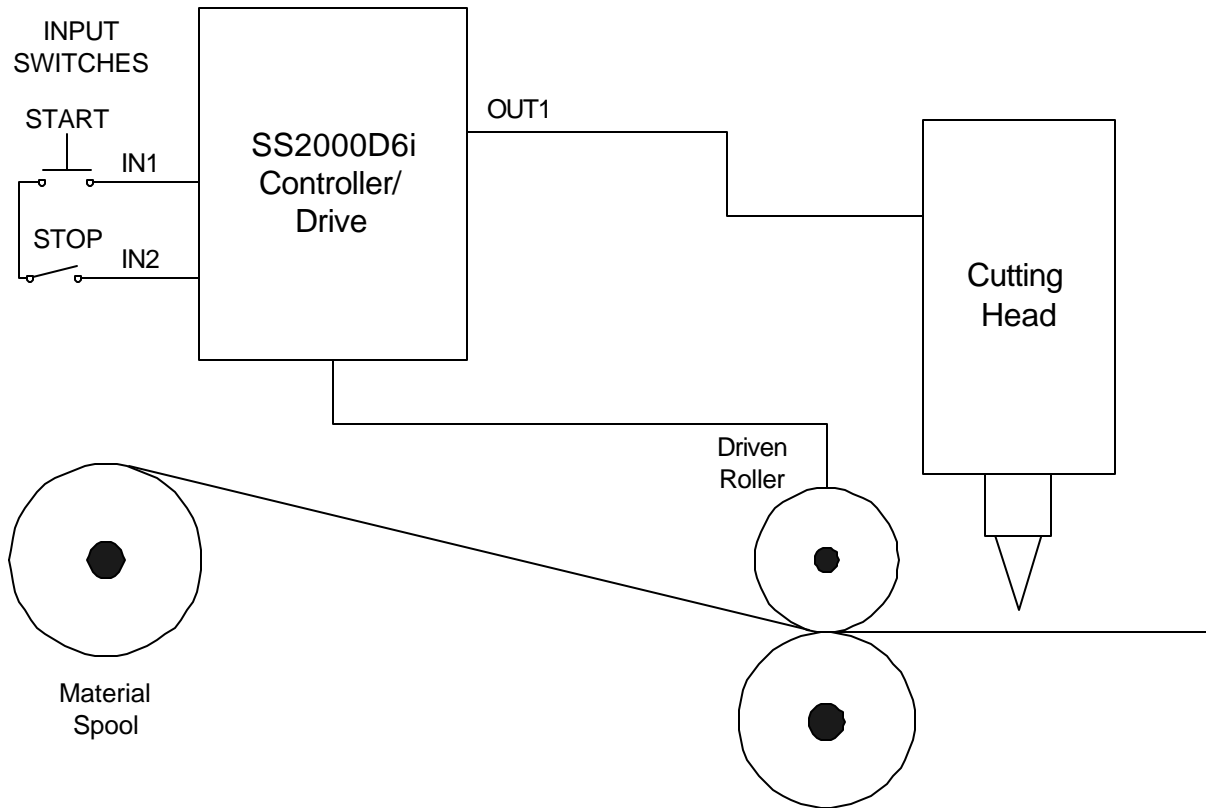 INPUT
SWITCHES
START
IN1
STOP
IN2
SS2000D6i
Controller/
Drive
OUT1
Cutting
Head
Driven
Roller
Material
Spool